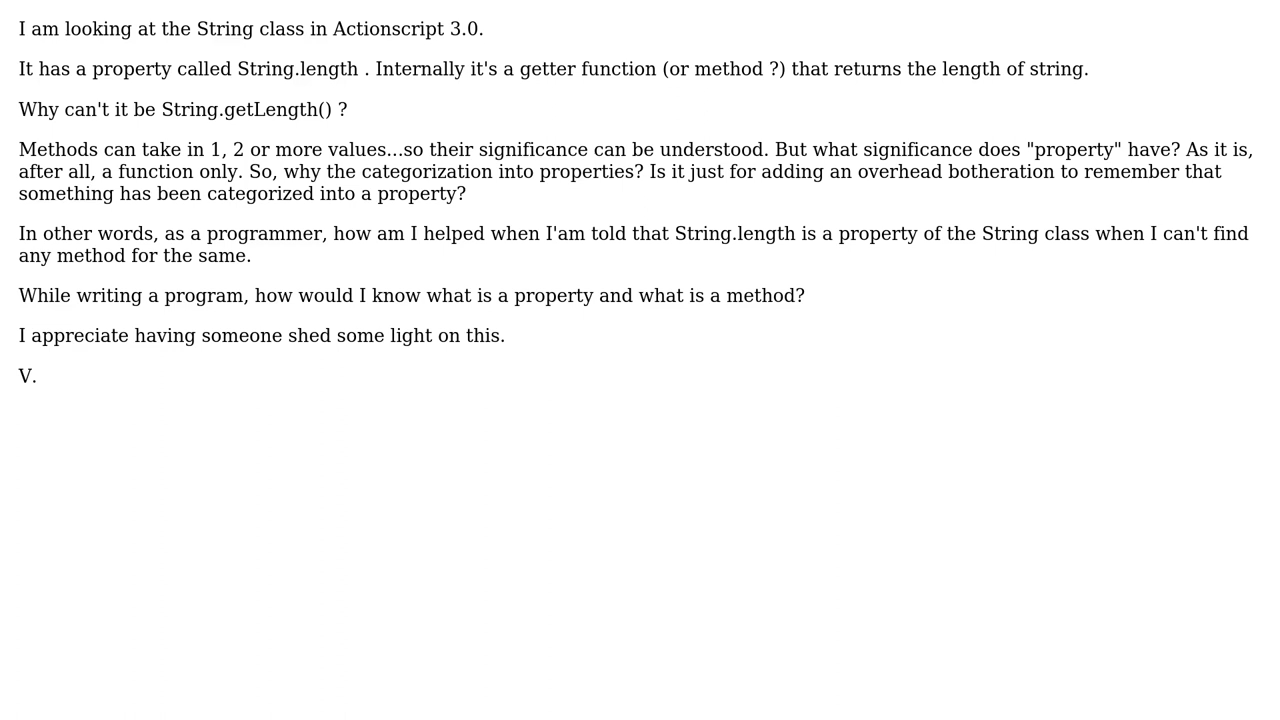 I am looking at the String class in Actionscript 3.0.
It has a property called String.length . Internally it's a getter function (or method ?) that returns the length of string.
Why can't it be String.getLength() ?
Methods can take in 1, 2 or more values...so their significance can be understood. But what significance does "property" have? As it is,
after all, a function only. So, why the categorization into properties? Is it just for adding an overhead botheration to remember that
something has been categorized into a property?
In other words, as a programmer, how am I helped when I'am told that String.length is a property of the String class when I can't find
any method for the same.
While writing a program, how would I know what is a property and what is a method?
I appreciate having someone shed some light on this.
V.